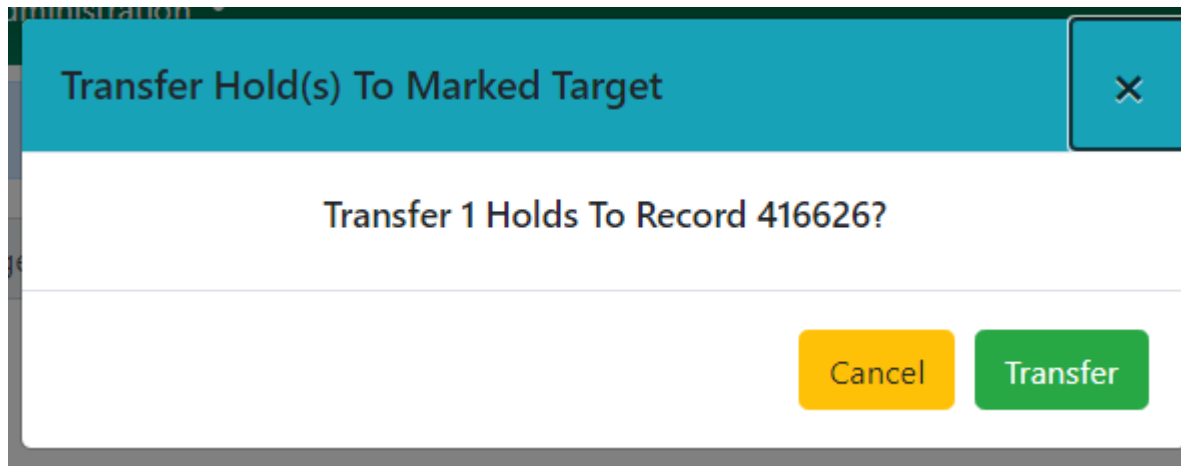 Transfer Hold(s) To Marked Target
×
Transfer 1 Holds To Record 416626?
Cancel
Transfer